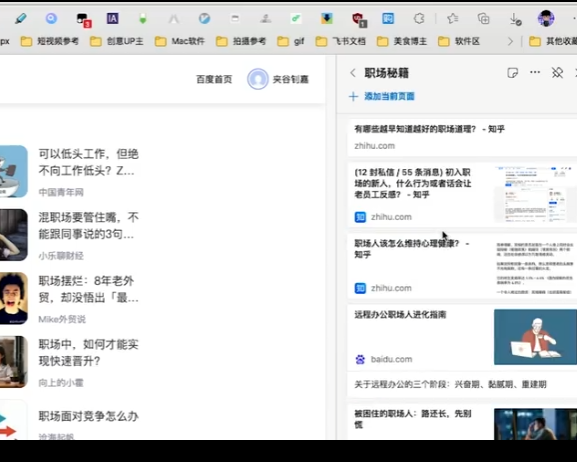 px 短视频参考 创意UP主 Mac软件 拍摄参考 gif 飞书文档 美食博主 软件区 其他收藏
百度首页 夹谷钊嘉
可以低头工作，但绝
不向工作低头？Z...
中国青年网
混职场要管住嘴，不
能跟同事说的3句...
小乐聊财经
职场摆烂：8年老外
贸，却没悟出「最...
Mike外贸说
职场中，如何才能实
现快速晋升？
向上的小霍
职场面对竞争怎么办
沧海起帆
职场秘籍
添加当前页面
有哪些越早知道越好的职场道理？ - 知乎
zhihu.com
(12 封私信 / 55 条消息) 初入职
场的新人，什么行为或者话会让
老员工反感？ - 知乎
zhihu.com
职场人该怎么维持心理健康？ -
知乎
zhihu.com
远程办公职场人进化指南
baidu.com
关于远程办公的三个阶段：兴奋期、黏腻期、重建期
被困住的职场人：路还长，先别
慌